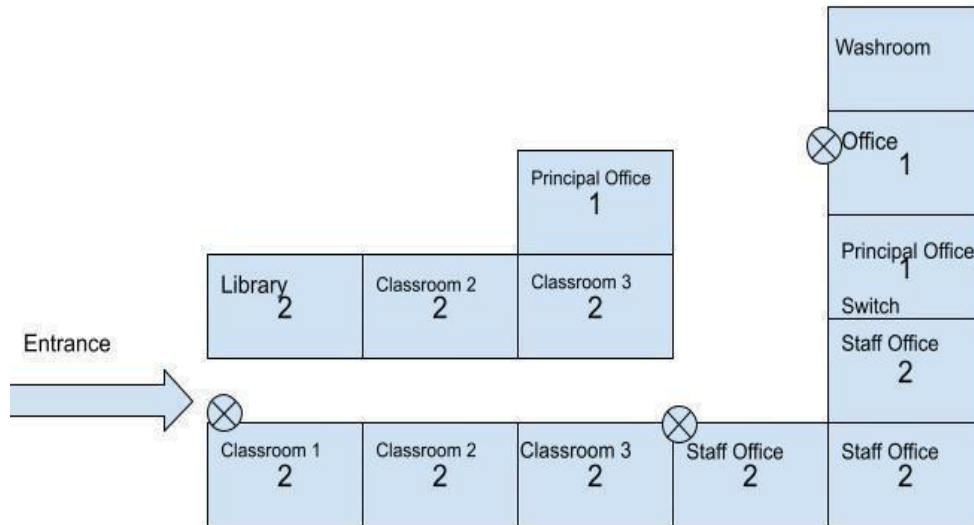 Washroom
Office
1
Principal Office
1
Principal Office
1
Switch
Library
2
Classroom 2
2
Classroom 3
2
Entrance
Staff Office
2
Classroom 1
2
Classroom 2
2
Classroom 3
2
Staff Office
2
Staff Office
2